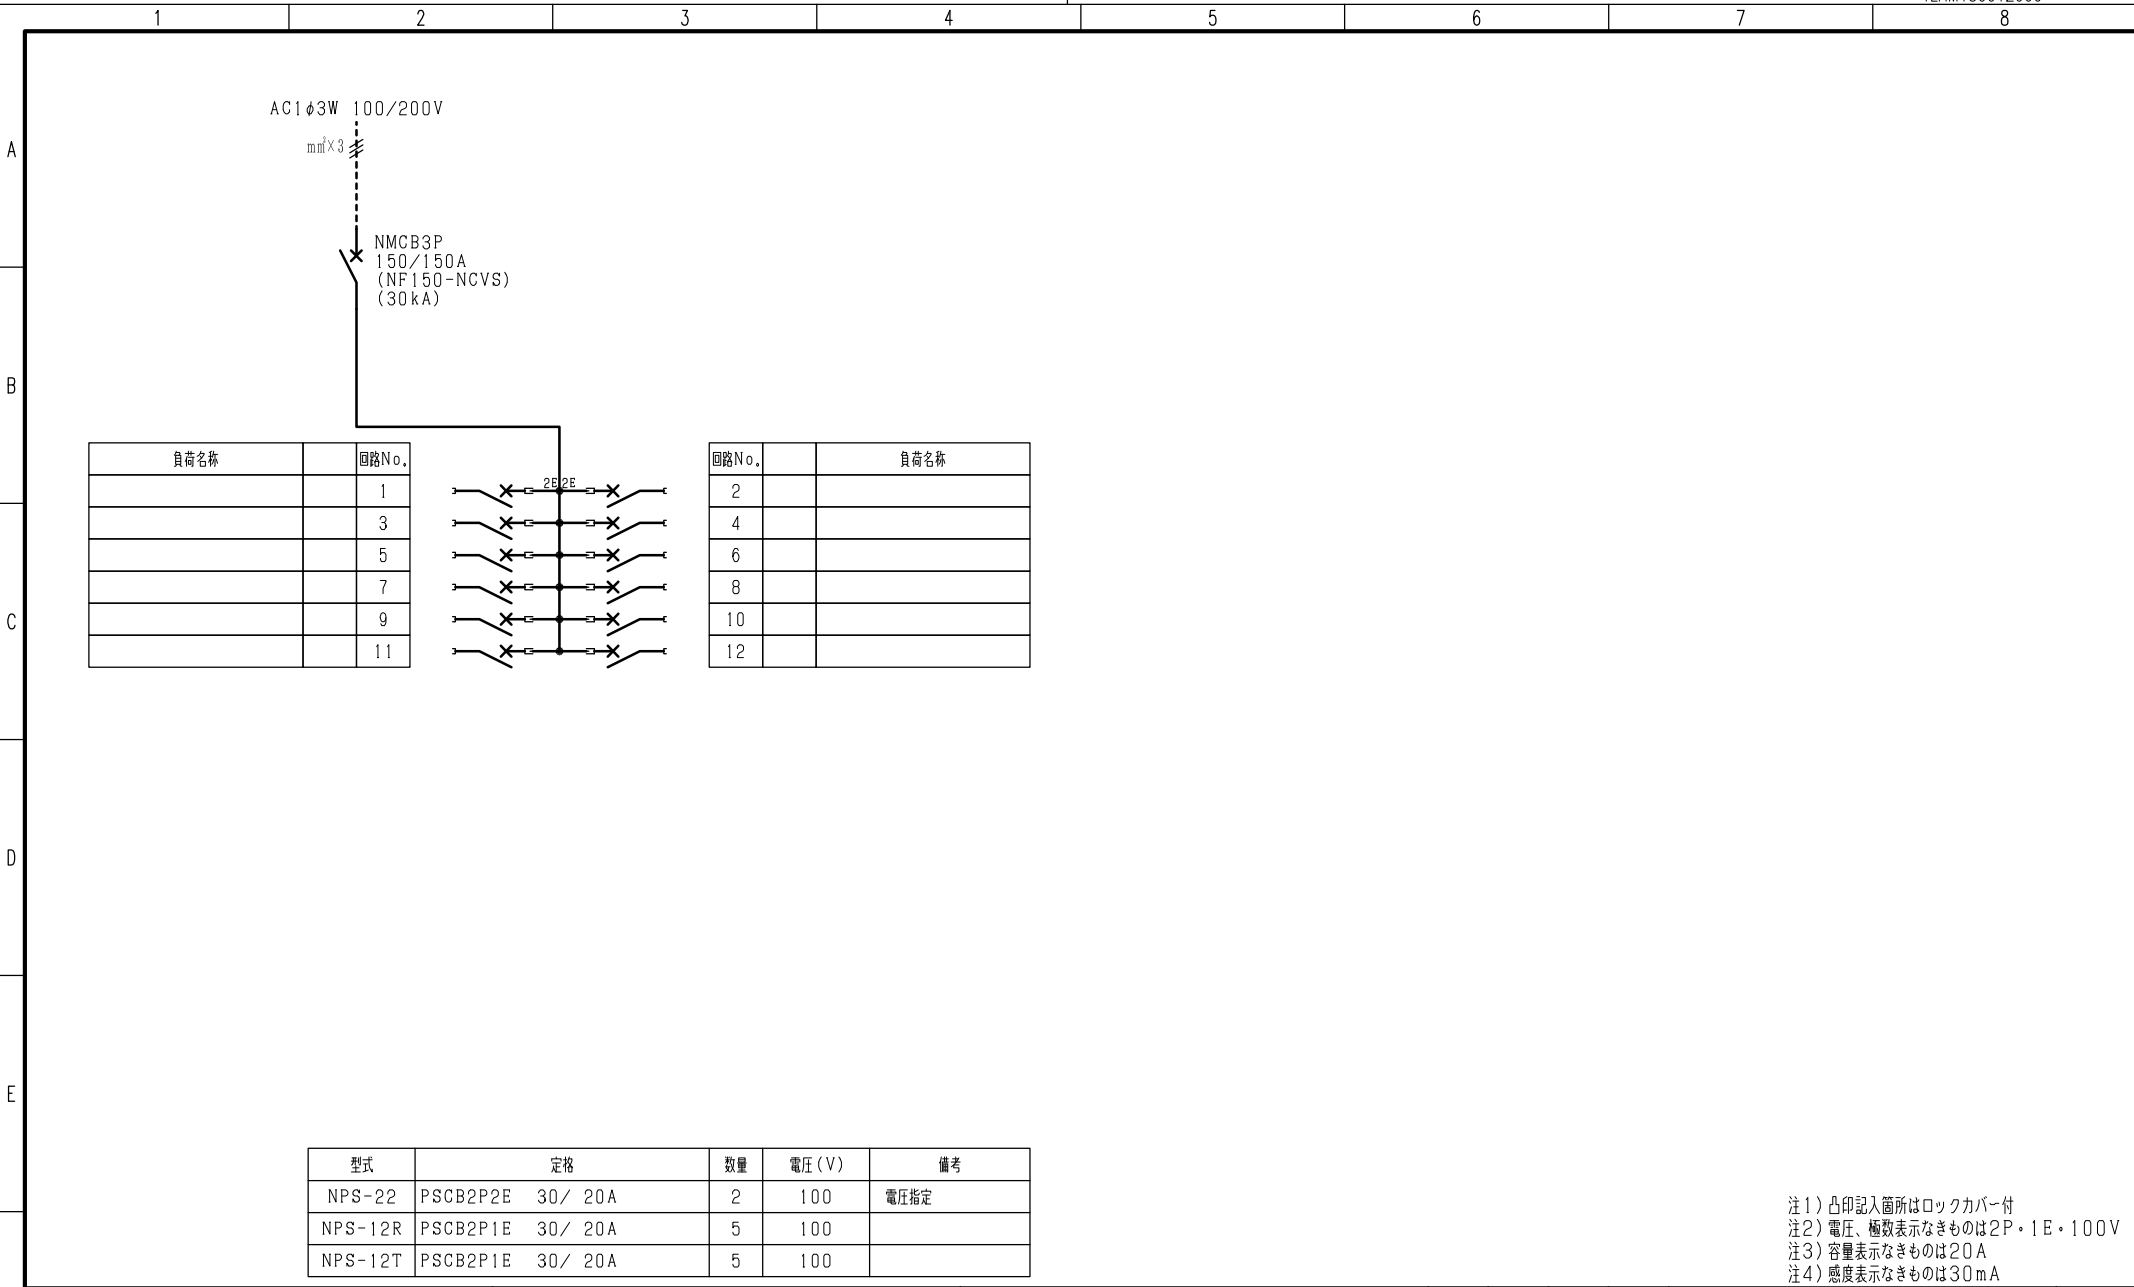 1 2 3 4 5 6 7 8
A
B
C
D
E
AC1φ3W 100/200V
mm²×3
NMCB3P
150/150A
(NF150-NCVS)
(30kA)
負荷名称 回路No.
1
3
5
7
9
11
2E 2E
回路No. 負荷名称
2
4
6
8
10
12
型式 定格 数量 電圧(V) 備考
NPS-22 PSCB2P2E 30/ 20A 2 100 電圧指定
NPS-12R PSCB2P1E 30/ 20A 5 100
NPS-12T PSCB2P1E 30/ 20A 5 100
注1)凸印記入箇所はロックカバー付
注2)電圧、極数表示なきものは2P・1E・100V
注3)容量表示なきものは20A
注4)感度表示なきものは30mA